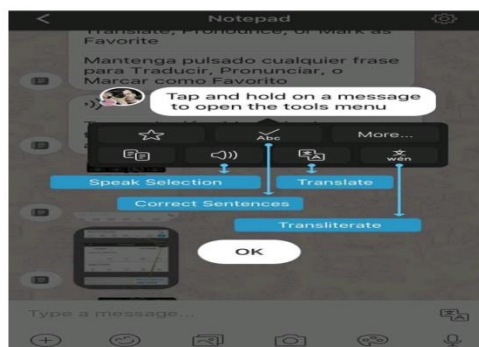 Notepad
Translate, Pronounce, or Mark as
Favorite
Mantenga pulsado cualquier frase
para Traducir, Pronunciar, o
Marcar como Favorito
Tap and hold on a message
to open the tools menu
Abc
More...
文
wén
Speak Selection
Translate
Correct Sentences
Transliterate
OK
Type a message...